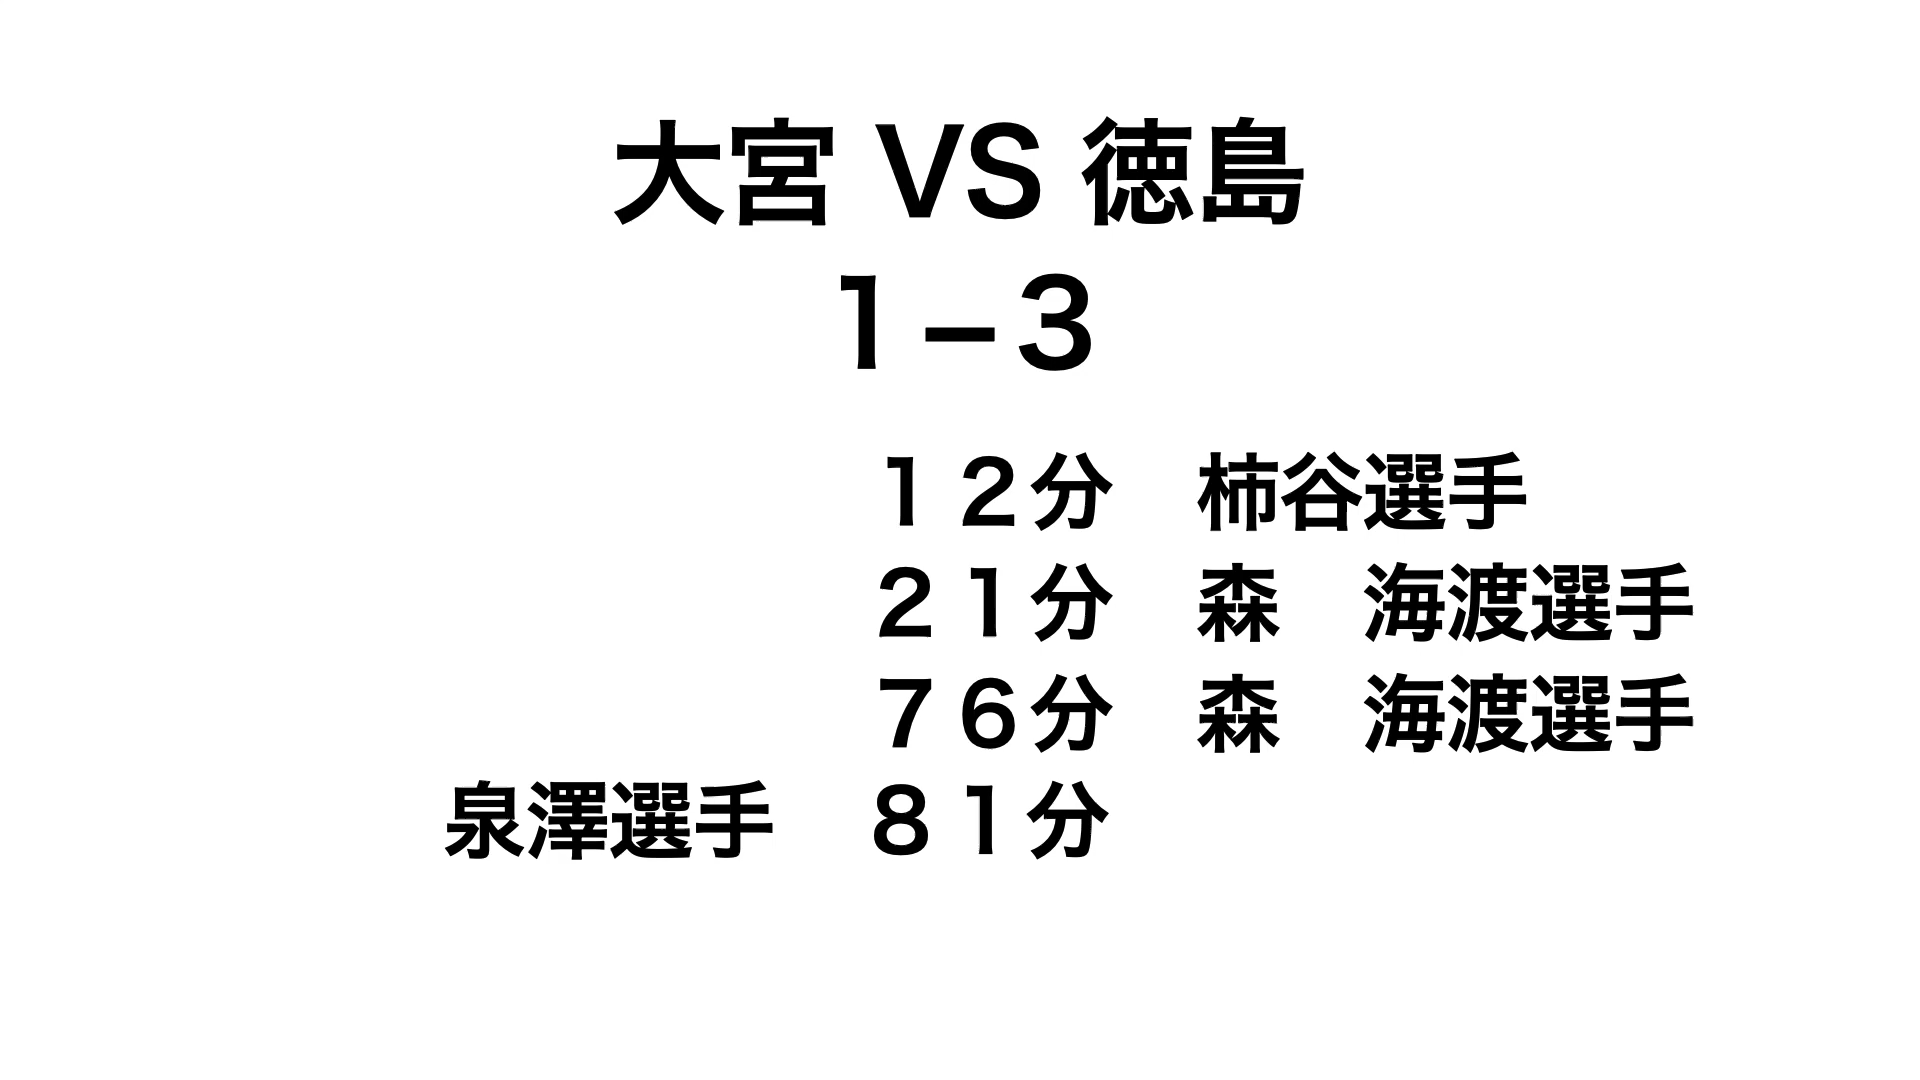 大宮 VS 徳島
１−３
１２分　柿谷選手
２１分　森　海渡選手
７６分　森　海渡選手
泉澤選手　８１分